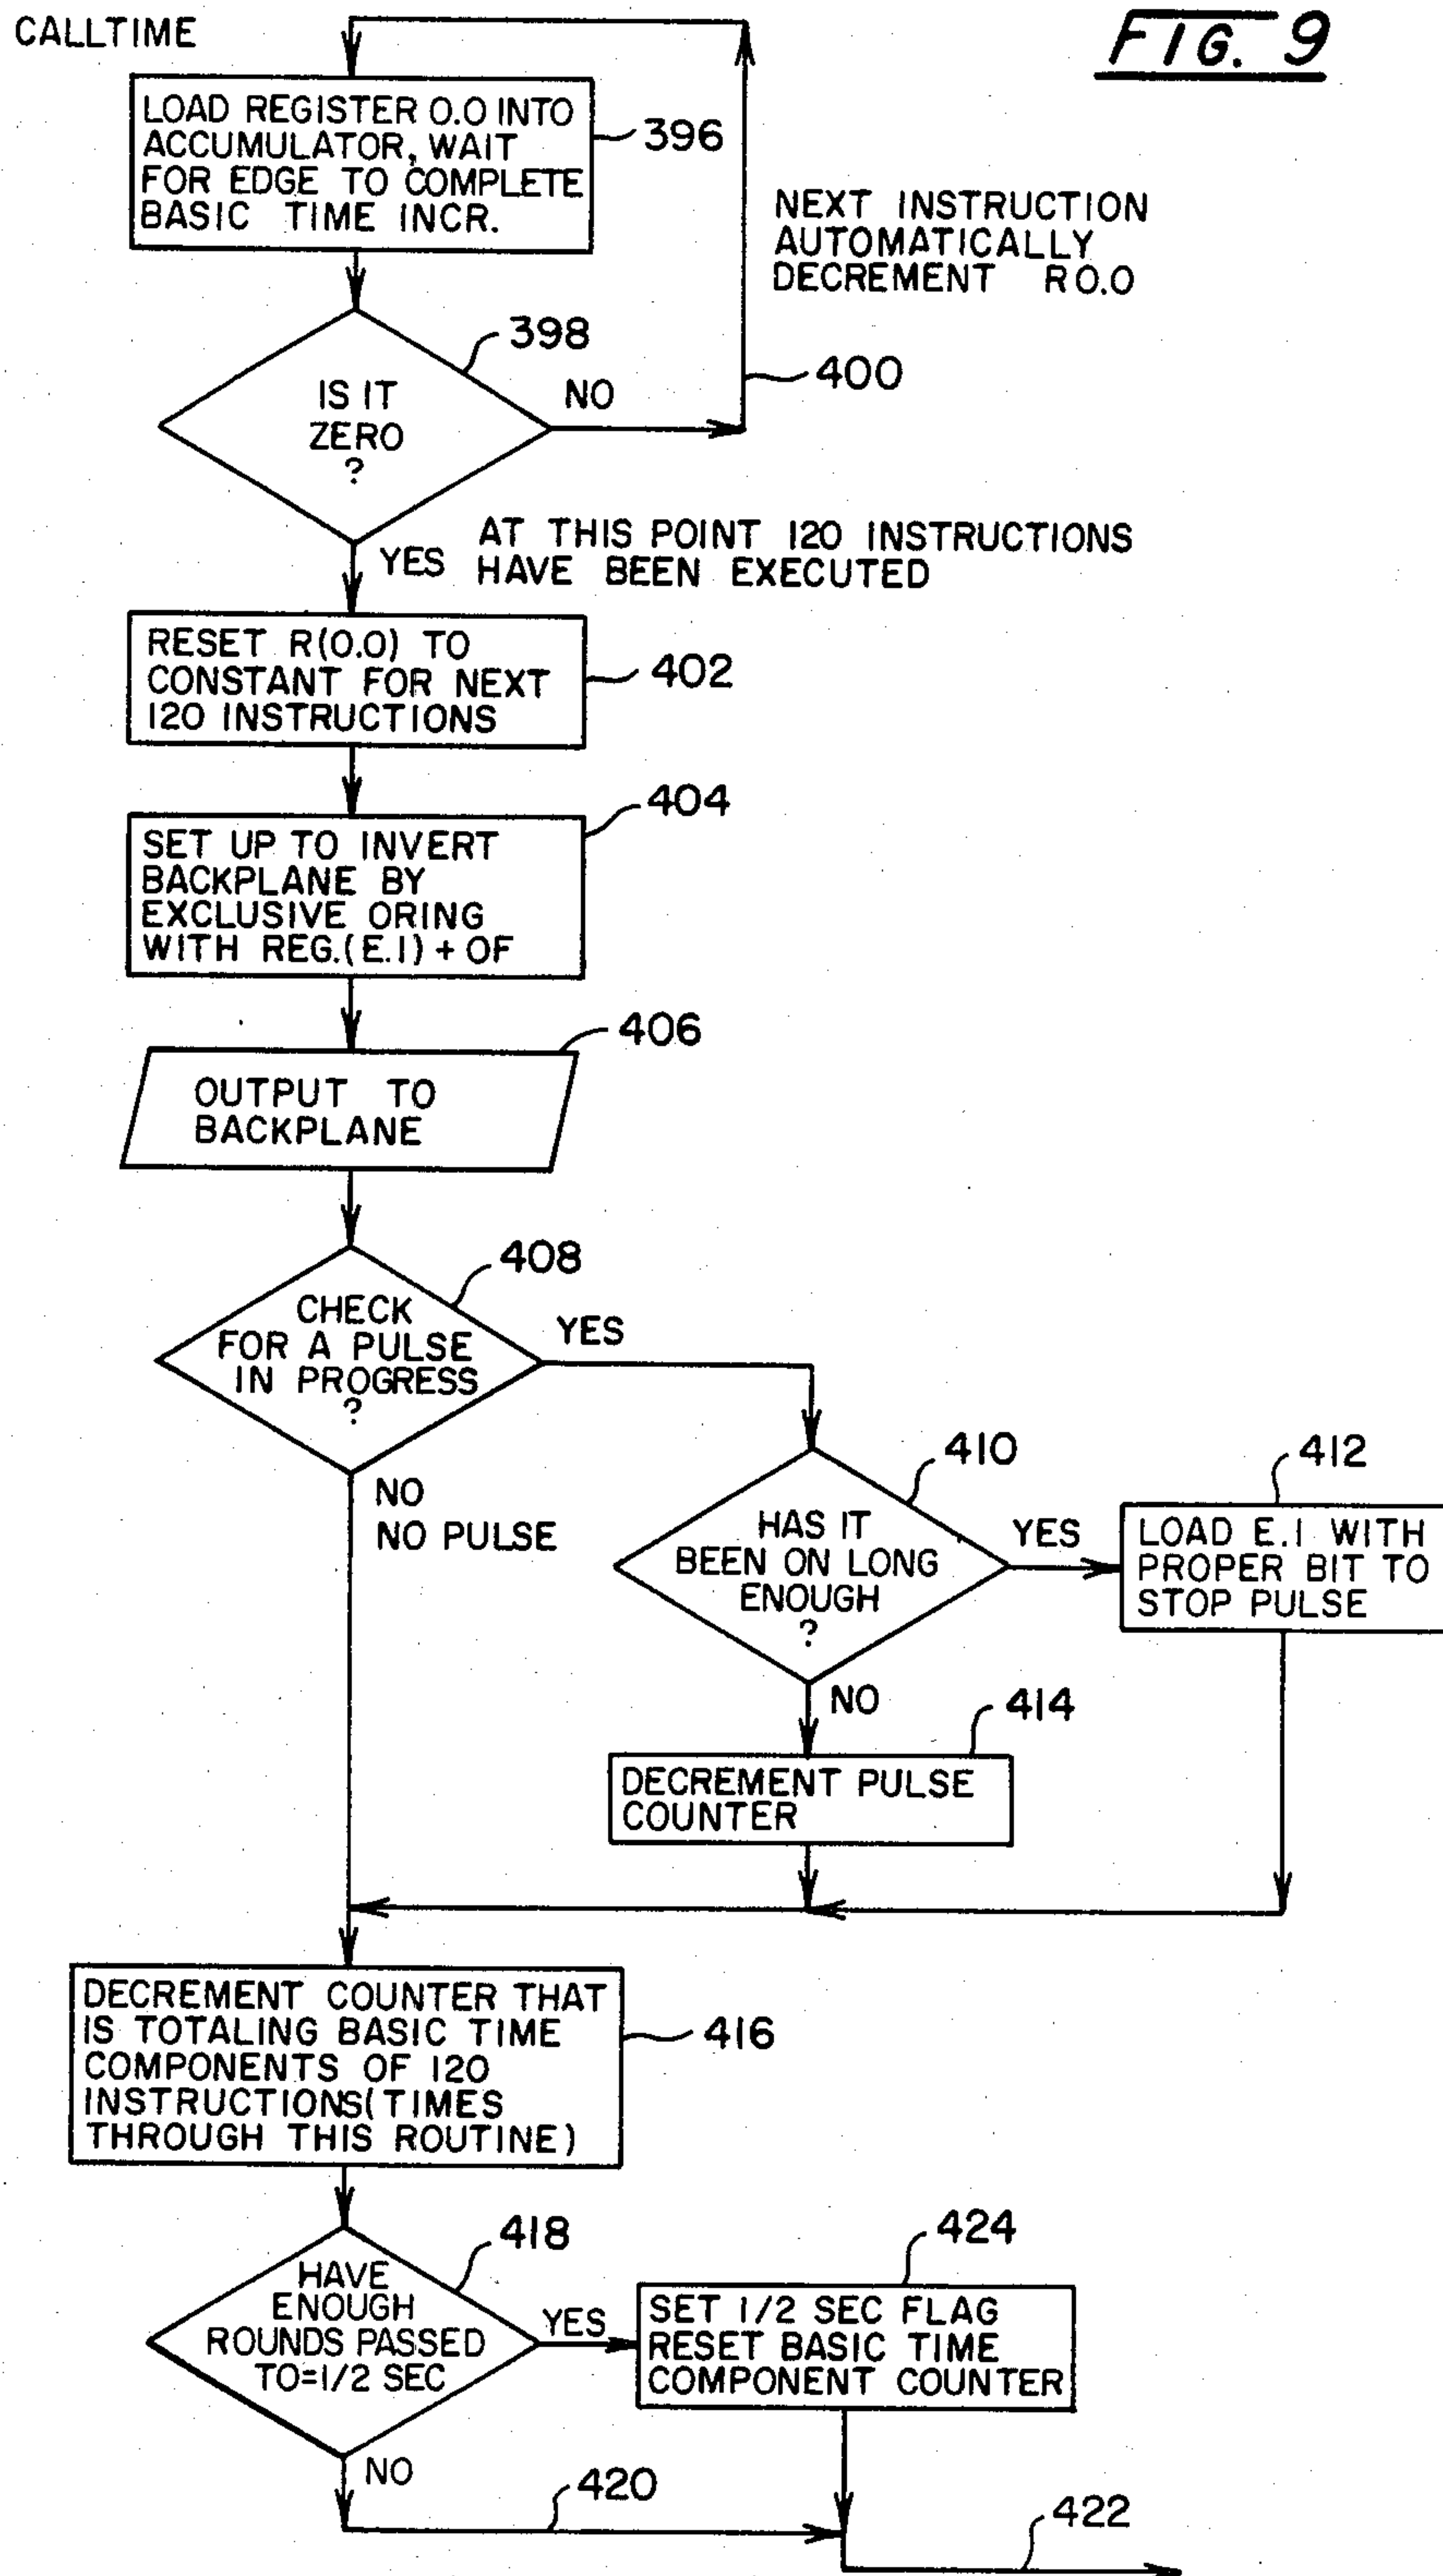 CALLTIME
FIG. 9
LOAD REGISTER 0.0 INTO
ACCUMULATOR, WAIT
FOR EDGE TO COMPLETE
BASIC TIME INCR.
396
NEXT INSTRUCTION
AUTOMATICALLY
DECREMENT R0.0
398
IS IT
ZERO
?
NO
400
YES
AT THIS POINT 120 INSTRUCTIONS
HAVE BEEN EXECUTED
RESET R(0.0) TO
CONSTANT FOR NEXT
120 INSTRUCTIONS
402
404
SET UP TO INVERT
BACKPLANE BY
EXCLUSIVE ORING
WITH REG.(E.1) + OF
406
OUTPUT TO
BACKPLANE
408
CHECK
FOR A PULSE
IN PROGRESS
?
YES
NO
NO PULSE
410
HAS IT
BEEN ON LONG
ENOUGH
?
YES
412
LOAD E.1 WITH
PROPER BIT TO
STOP PULSE
NO
414
DECREMENT PULSE
COUNTER
DECREMENT COUNTER THAT
IS TOTALING BASIC TIME
COMPONENTS OF 120
INSTRUCTIONS(TIMES
THROUGH THIS ROUTINE)
416
418
HAVE
ENOUGH
ROUNDS PASSED
TO=1/2 SEC
YES
424
SET 1/2 SEC FLAG
RESET BASIC TIME
COMPONENT COUNTER
NO
420
422